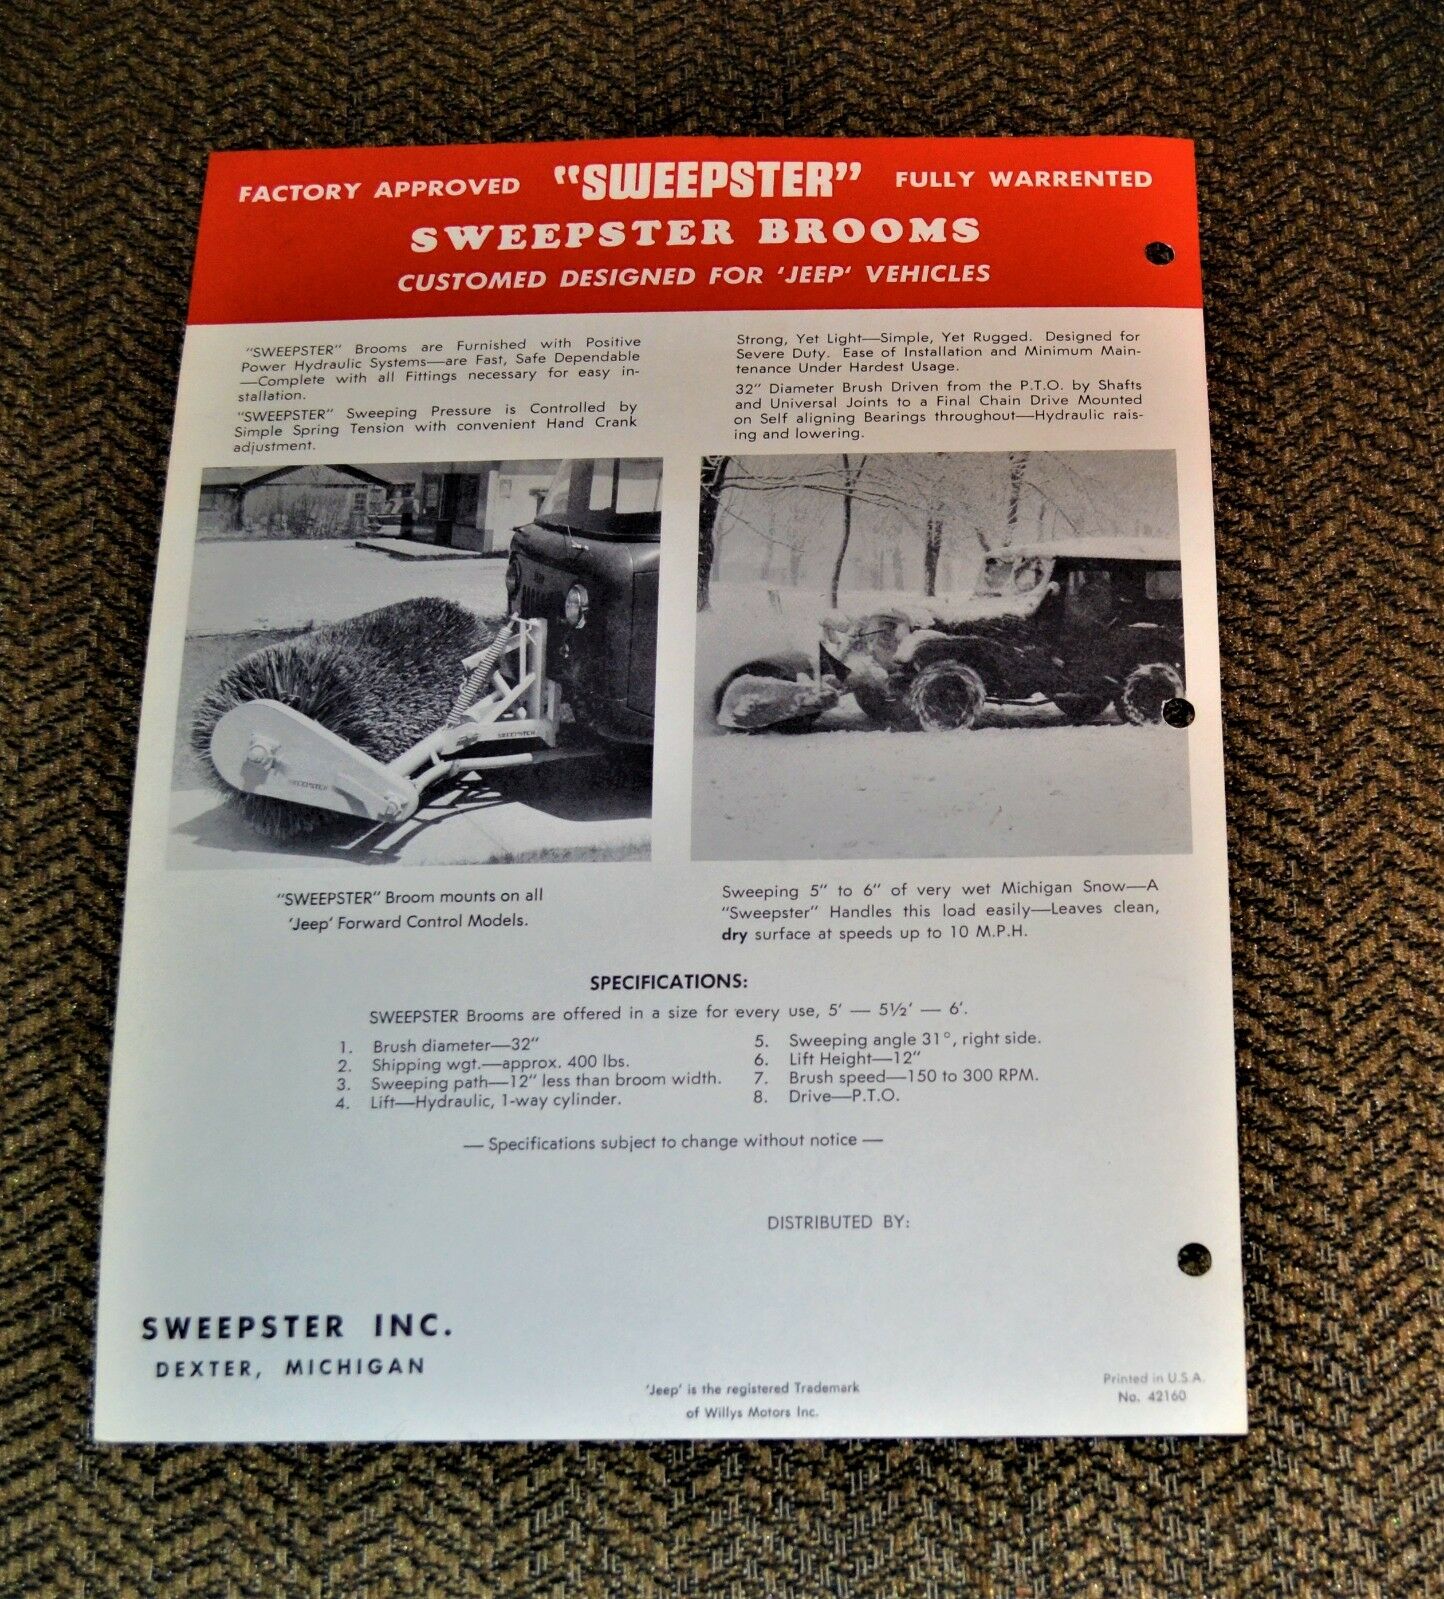 FACTORY APPROVED "SWEEPSTER" FULLY WARRENTED
SWEEPSTER BROOMS
CUSTOMED DESIGNED FOR 'JEEP' VEHICLES
"SWEEPSTER" Brooms are Furnished with Positive
Power Hydraulic Systems—are Fast, Safe Dependable
—Complete with all Fittings necessary for easy in-
stallation.
"SWEEPSTER" Sweeping Pressure is Controlled by
Simple Spring Tension with convenient Hand Crank
adjustment.
Strong, Yet Light—Simple, Yet Rugged. Designed for
Severe Duty. Ease of Installation and Minimum Main-
tenance Under Hardest Usage.
32" Diameter Brush Driven from the P.T.O. by Shafts
and Universal Joints to a Final Chain Drive Mounted
on Self aligning Bearings throughout—Hydraulic rais-
ing and lowering.
SWEEPSTER
SWEEPSTER
"SWEEPSTER" Broom mounts on all
'Jeep' Forward Control Models.
Sweeping 5" to 6" of very wet Michigan Snow—A
"Sweepster" Handles this load easily—Leaves clean,
dry surface at speeds up to 10 M.P.H.
SPECIFICATIONS:
SWEEPSTER Brooms are offered in a size for every use, 5' — 5½' — 6'.
1. Brush diameter—32"
2. Shipping wgt.—approx. 400 lbs.
3. Sweeping path—12" less than broom width.
4. Lift—Hydraulic, 1-way cylinder.
5. Sweeping angle 31°, right side.
6. Lift Height—12"
7. Brush speed—150 to 300 RPM.
8. Drive—P.T.O.
— Specifications subject to change without notice —
DISTRIBUTED BY:
SWEEPSTER INC.
DEXTER, MICHIGAN
'Jeep' is the registered Trademark
of Willys Motors Inc.
Printed in U.S.A.
No. 42160